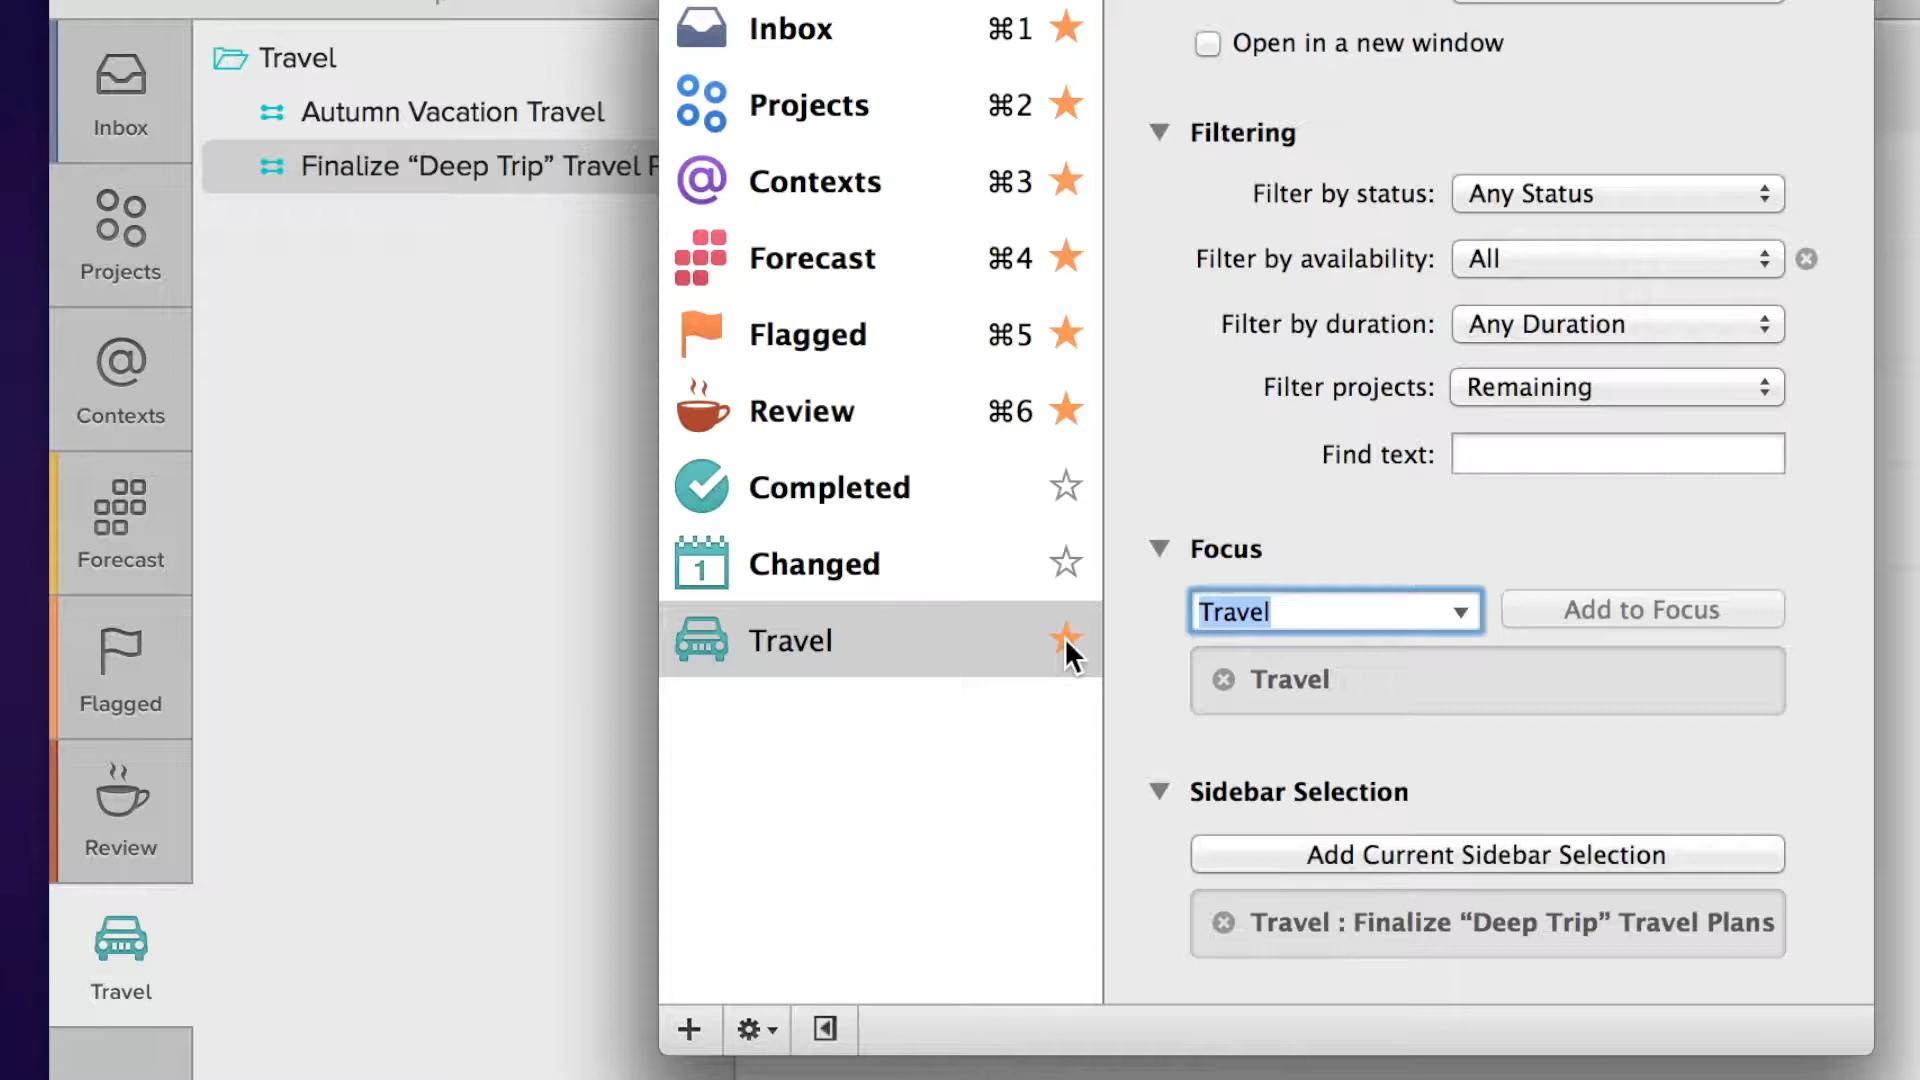 Inbox
Projects
Contexts
Forecast
Flagged
Review
Travel
Travel
Autumn Vacation Travel
Finalize “Deep Trip” Travel P
Inbox ⌘1
Projects ⌘2
Contexts ⌘3
Forecast ⌘4
Flagged ⌘5
Review ⌘6
Completed
1
Changed
Travel
Open in a new window
Filtering
Filter by status: Any Status
Filter by availability: All
Filter by duration: Any Duration
Filter projects: Remaining
Find text:
Focus
Travel Add to Focus
Travel
Sidebar Selection
Add Current Sidebar Selection
Travel : Finalize “Deep Trip” Travel Plans